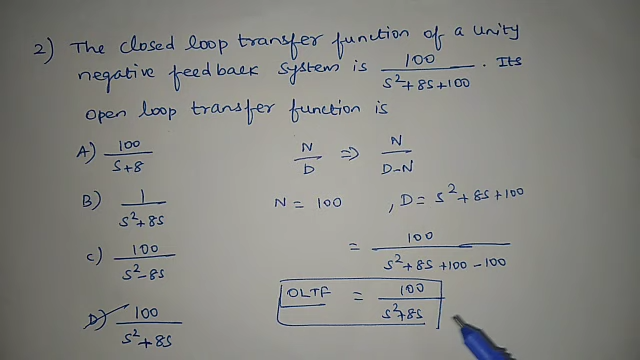 2) The closed loop transfer function of a unity
negative feedback system is 100/(s²+8s+100). Its
open loop transfer function is
A) 100/(s+8)
B) 1/(s²+8s)
C) 100/(s²-8s)
D) 100/(s²+8s)
N/D ⇒ N/(D-N)
N = 100 , D = s²+8s+100
= 100/(s²+8s+100-100)
OLTF = 100/(s²+8s)